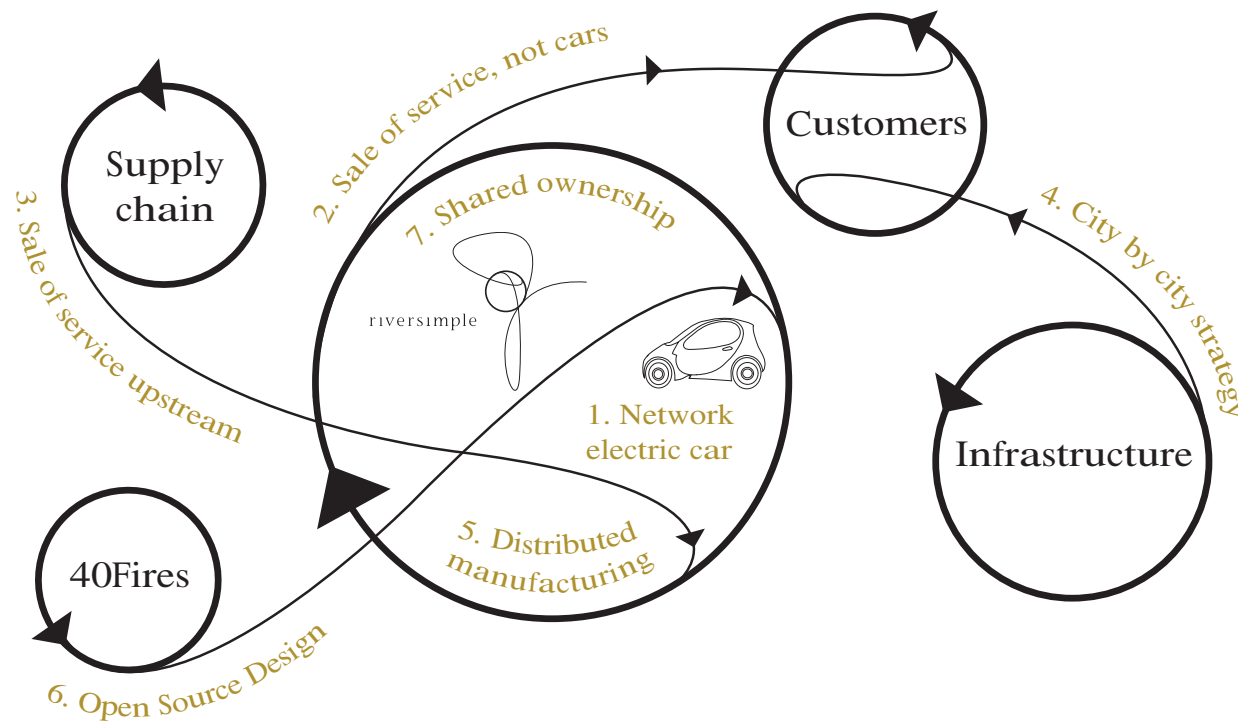 2. Sale of service, not cars
Customers
Supply
chain
7. Shared ownership
3. Sale of service upstream
4. City by city strategy
riversimple
1. Network
electric car
Infrastructure
5. Distributed
manufacturing
40Fires
6. Open Source Design